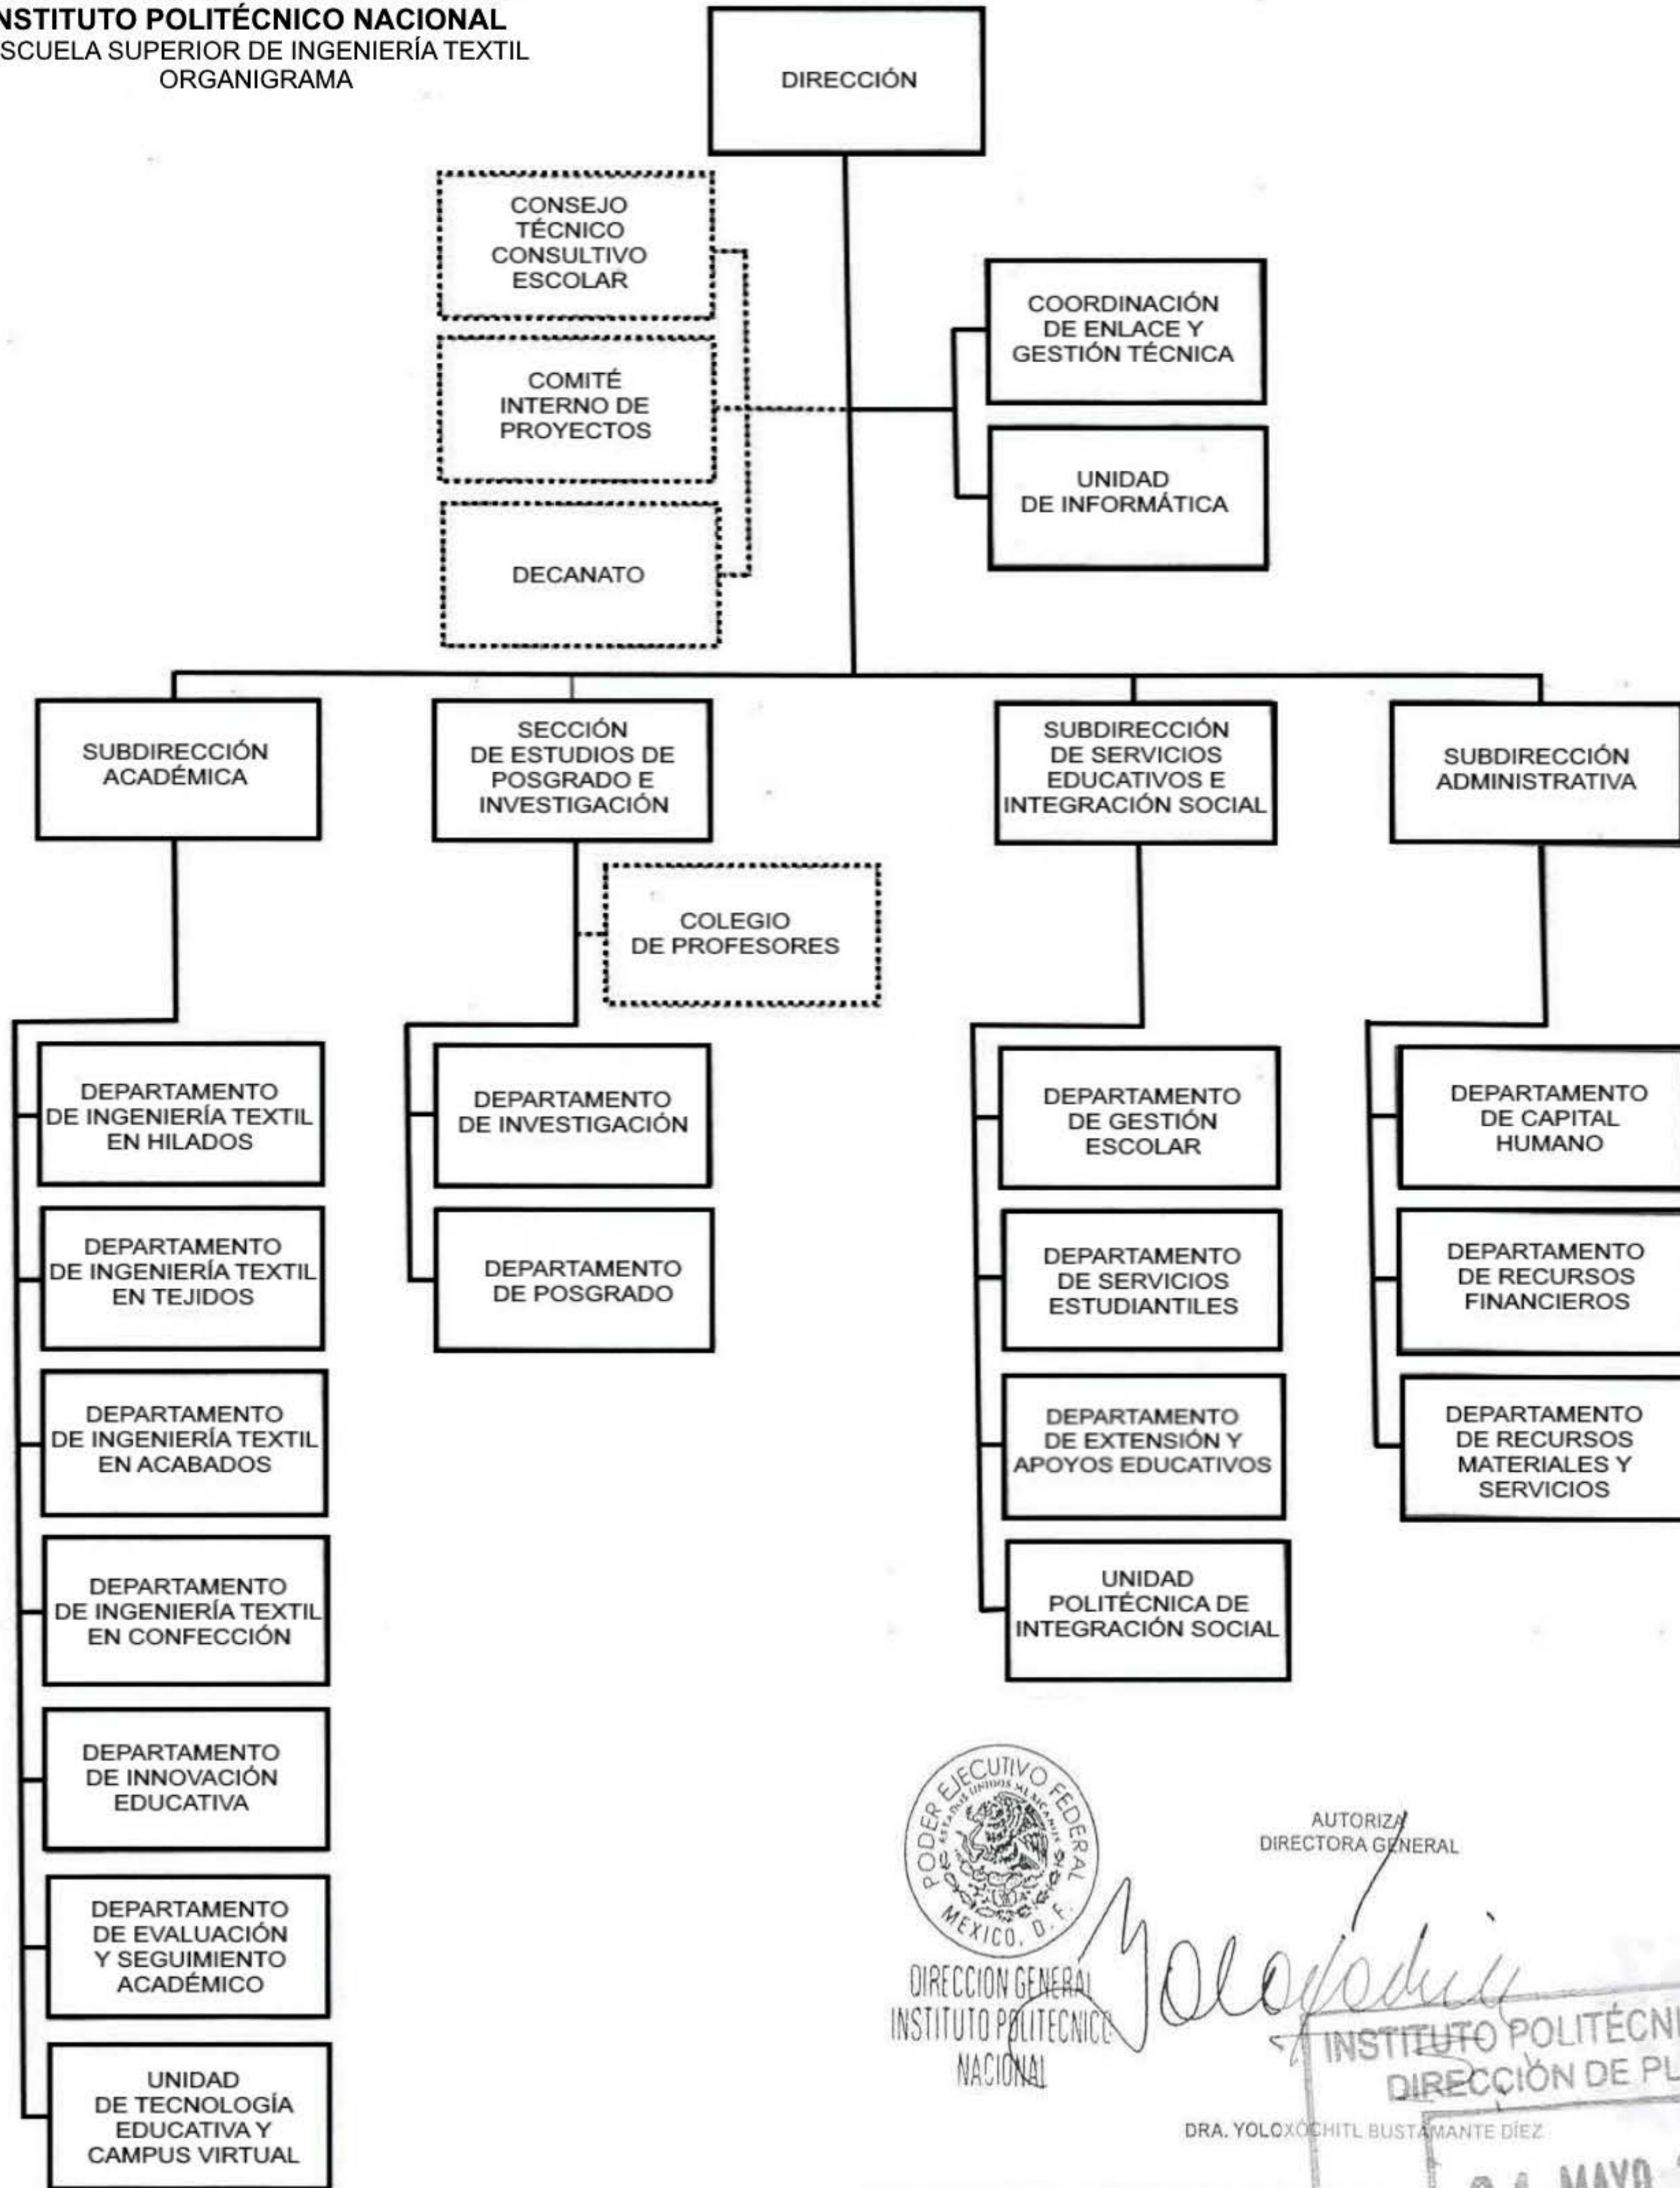 NSTITUTO POLITÉCNICO NACIONAL
SCUELA SUPERIOR DE INGENIERÍA TEXTIL
ORGANIGRAMA
DIRECCIÓN
CONSEJO
TÉCNICO
CONSULTIVO
ESCOLAR
COMITÉ
INTERNO DE
PROYECTOS
DECANATO
COORDINACIÓN
DE ENLACE Y
GESTIÓN TÉCNICA
UNIDAD
DE INFORMÁTICA
SUBDIRECCIÓN
ACADÉMICA
SECCIÓN
DE ESTUDIOS DE
POSGRADO E
INVESTIGACIÓN
SUBDIRECCIÓN
DE SERVICIOS
EDUCATIVOS E
INTEGRACIÓN SOCIAL
SUBDIRECCIÓN
ADMINISTRATIVA
COLEGIO
DE PROFESORES
DEPARTAMENTO
DE INGENIERÍA TEXTIL
EN HILADOS
DEPARTAMENTO
DE INGENIERÍA TEXTIL
EN TEJIDOS
DEPARTAMENTO
DE INGENIERÍA TEXTIL
EN ACABADOS
DEPARTAMENTO
DE INGENIERÍA TEXTIL
EN CONFECCIÓN
DEPARTAMENTO
DE INNOVACIÓN
EDUCATIVA
DEPARTAMENTO
DE EVALUACIÓN
Y SEGUIMIENTO
ACADÉMICO
UNIDAD
DE TECNOLOGÍA
EDUCATIVA Y
CAMPUS VIRTUAL
DEPARTAMENTO
DE INVESTIGACIÓN
DEPARTAMENTO
DE POSGRADO
DEPARTAMENTO
DE GESTIÓN
ESCOLAR
DEPARTAMENTO
DE SERVICIOS
ESTUDIANTILES
DEPARTAMENTO
DE EXTENSIÓN Y
APOYOS EDUCATIVOS
UNIDAD
POLITÉCNICA DE
INTEGRACIÓN SOCIAL
DEPARTAMENTO
DE CAPITAL
HUMANO
DEPARTAMENTO
DE RECURSOS
FINANCIEROS
DEPARTAMENTO
DE RECURSOS
MATERIALES Y
SERVICIOS
PODER EJECUTIVO FEDERAL
ESTADOS UNIDOS MEXICANOS
MEXICO, D. F.
DIRECCION GENERAL
INSTITUTO POLITECNICO
NACIONAL
AUTORIZA
DIRECTORA GENERAL
DRA. YOLOXÓCHITL BUSTAMANTE DÍEZ
INSTITUTO POLITÉCNI
DIRECCIÓN DE PL
MAYO